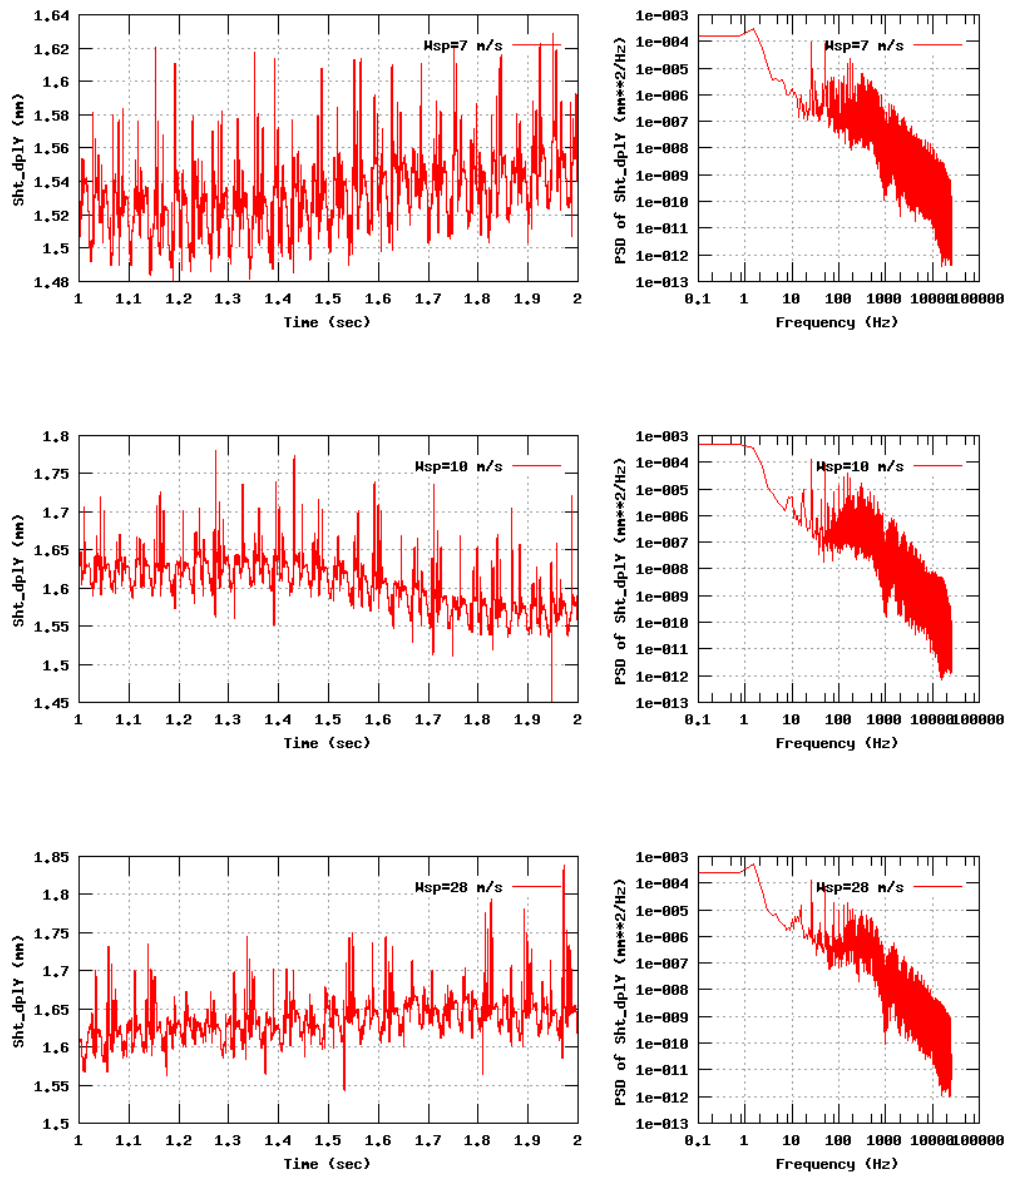 Sht_dplY (mm)
1.64
1.62
1.6
1.58
1.56
1.54
1.52
1.5
1.48
Wsp=7 m/s
1 1.1 1.2 1.3 1.4 1.5 1.6 1.7 1.8 1.9 2
Time (sec)
PSD of Sht_dplY (mm**2/Hz)
1e-003
1e-004
1e-005
1e-006
1e-007
1e-008
1e-009
1e-010
1e-011
1e-012
1e-013
Wsp=7 m/s
0.1 1 10 100 1000 10000 100000
Frequency (Hz)
Sht_dplY (mm)
1.8
1.75
1.7
1.65
1.6
1.55
1.5
1.45
Wsp=10 m/s
1 1.1 1.2 1.3 1.4 1.5 1.6 1.7 1.8 1.9 2
Time (sec)
PSD of Sht_dplY (mm**2/Hz)
1e-003
1e-004
1e-005
1e-006
1e-007
1e-008
1e-009
1e-010
1e-011
1e-012
1e-013
Wsp=10 m/s
0.1 1 10 100 1000 10000 100000
Frequency (Hz)
Sht_dplY (mm)
1.85
1.8
1.75
1.7
1.65
1.6
1.55
1.5
Wsp=28 m/s
1 1.1 1.2 1.3 1.4 1.5 1.6 1.7 1.8 1.9 2
Time (sec)
PSD of Sht_dplY (mm**2/Hz)
1e-003
1e-004
1e-005
1e-006
1e-007
1e-008
1e-009
1e-010
1e-011
1e-012
1e-013
Wsp=28 m/s
0.1 1 10 100 1000 10000 100000
Frequency (Hz)